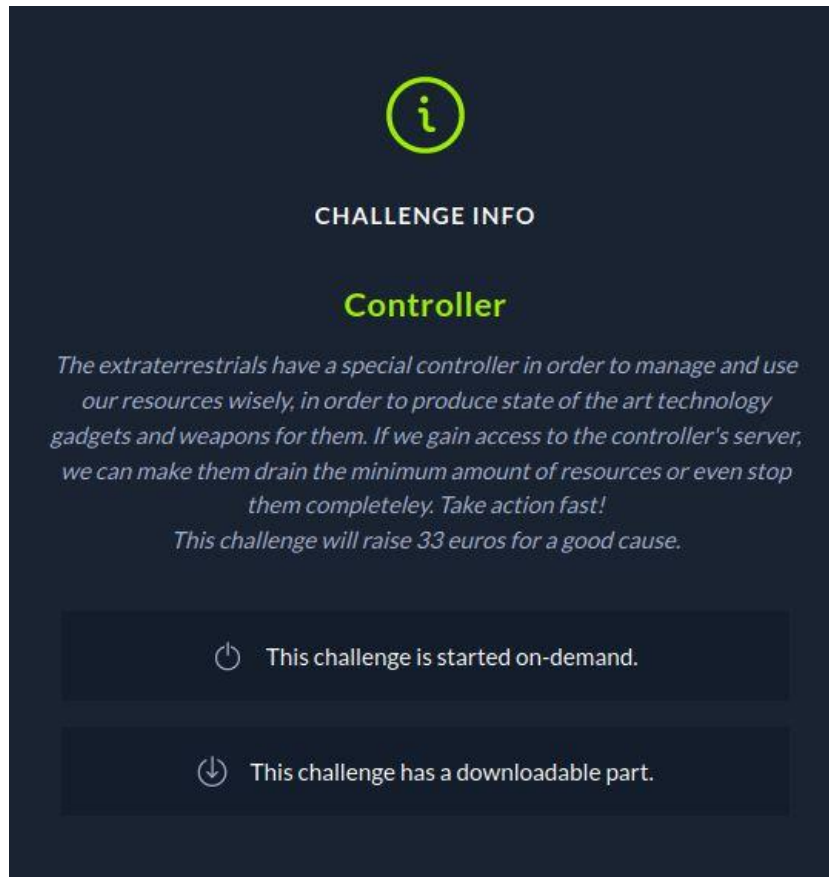 CHALLENGE INFO
Controller
The extraterrestrials have a special controller in order to manage and use
our resources wisely, in order to produce state of the art technology
gadgets and weapons for them. If we gain access to the controller's server,
we can make them drain the minimum amount of resources or even stop
them completeley. Take action fast!
This challenge will raise 33 euros for a good cause.
This challenge is started on-demand.
This challenge has a downloadable part.